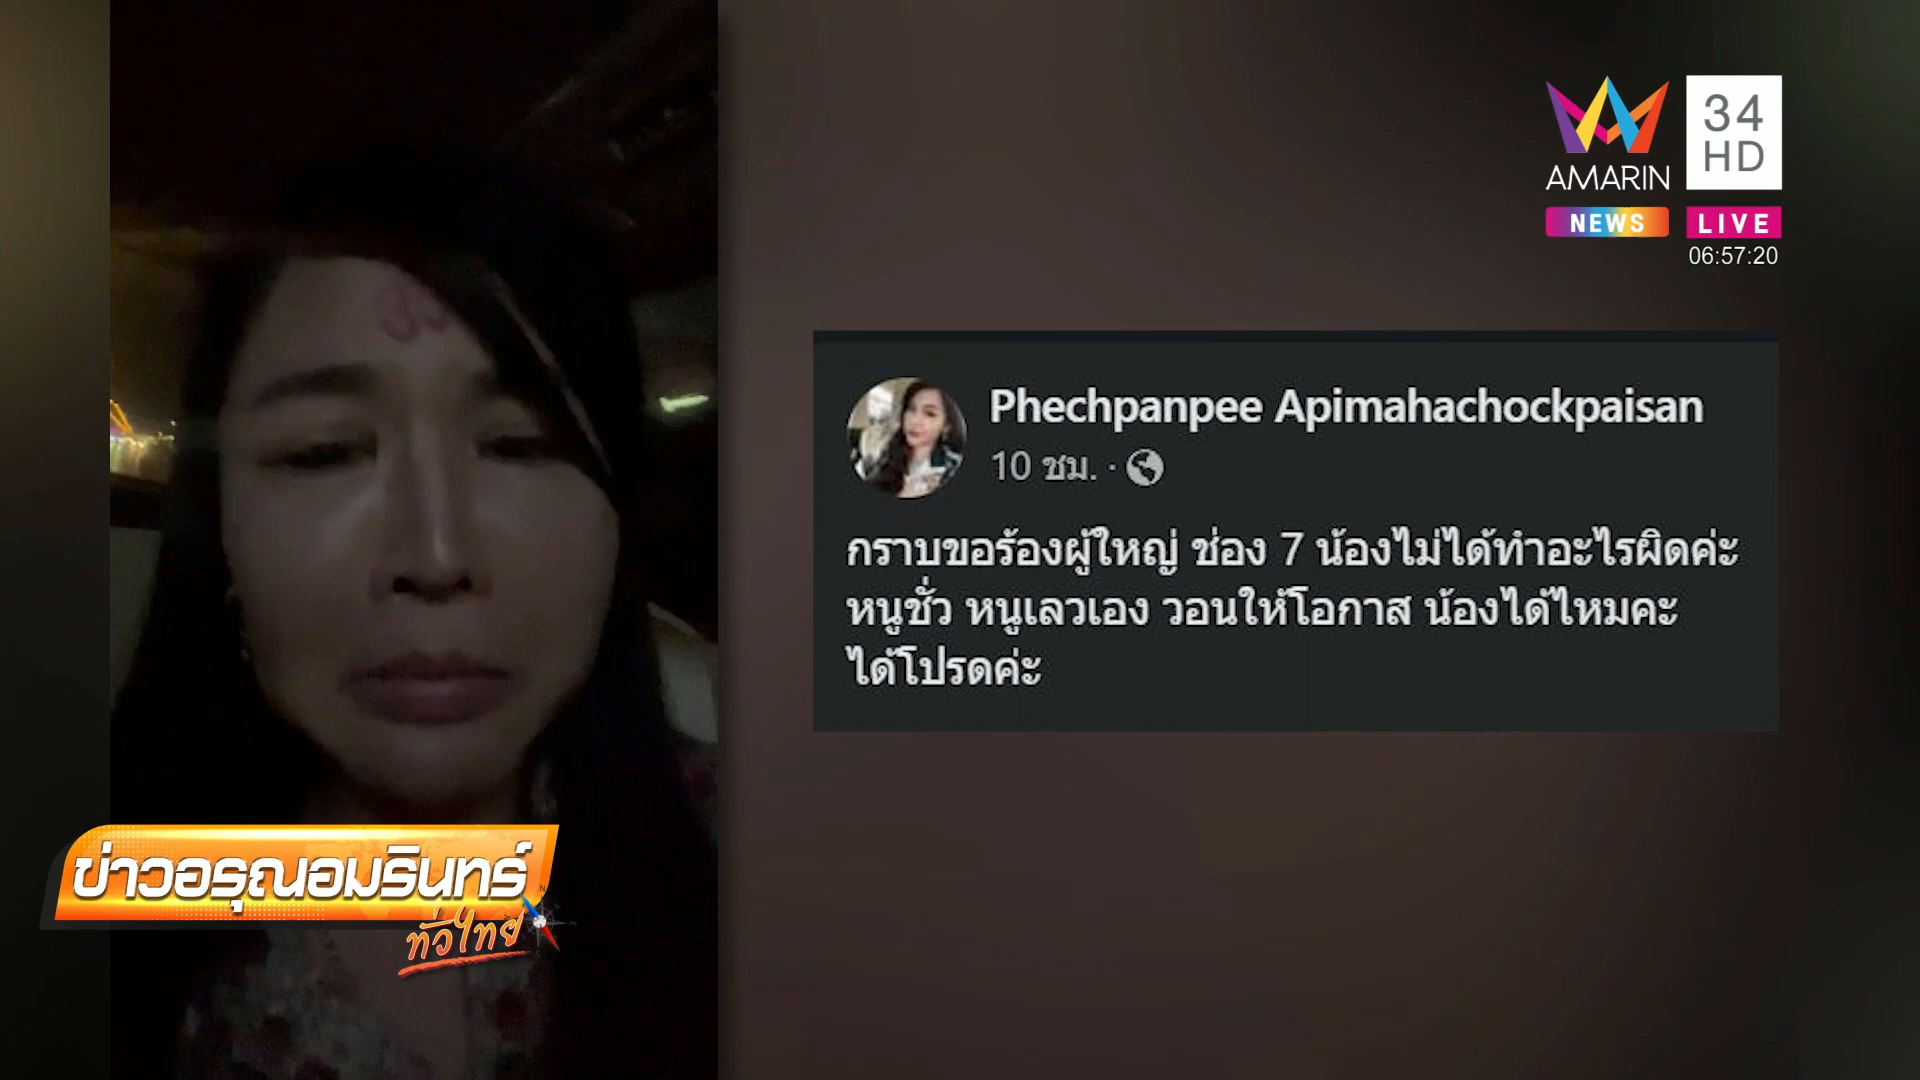 AMARIN
34
HD
NEWS
LIVE
06:57:20
Phechpanpee Apimahachockpaisan
10 ชม. ·
กราบขอร้องผู้ใหญ่ ช่อง 7 น้องไม่ได้ทำอะไรผิดค่ะ
หนูชั่ว หนูเลวเอง วอนให้โอกาส น้องได้ไหมคะ
ได้โปรดค่ะ
ข่าวอรุณอมรินทร์
ทั่วไทย